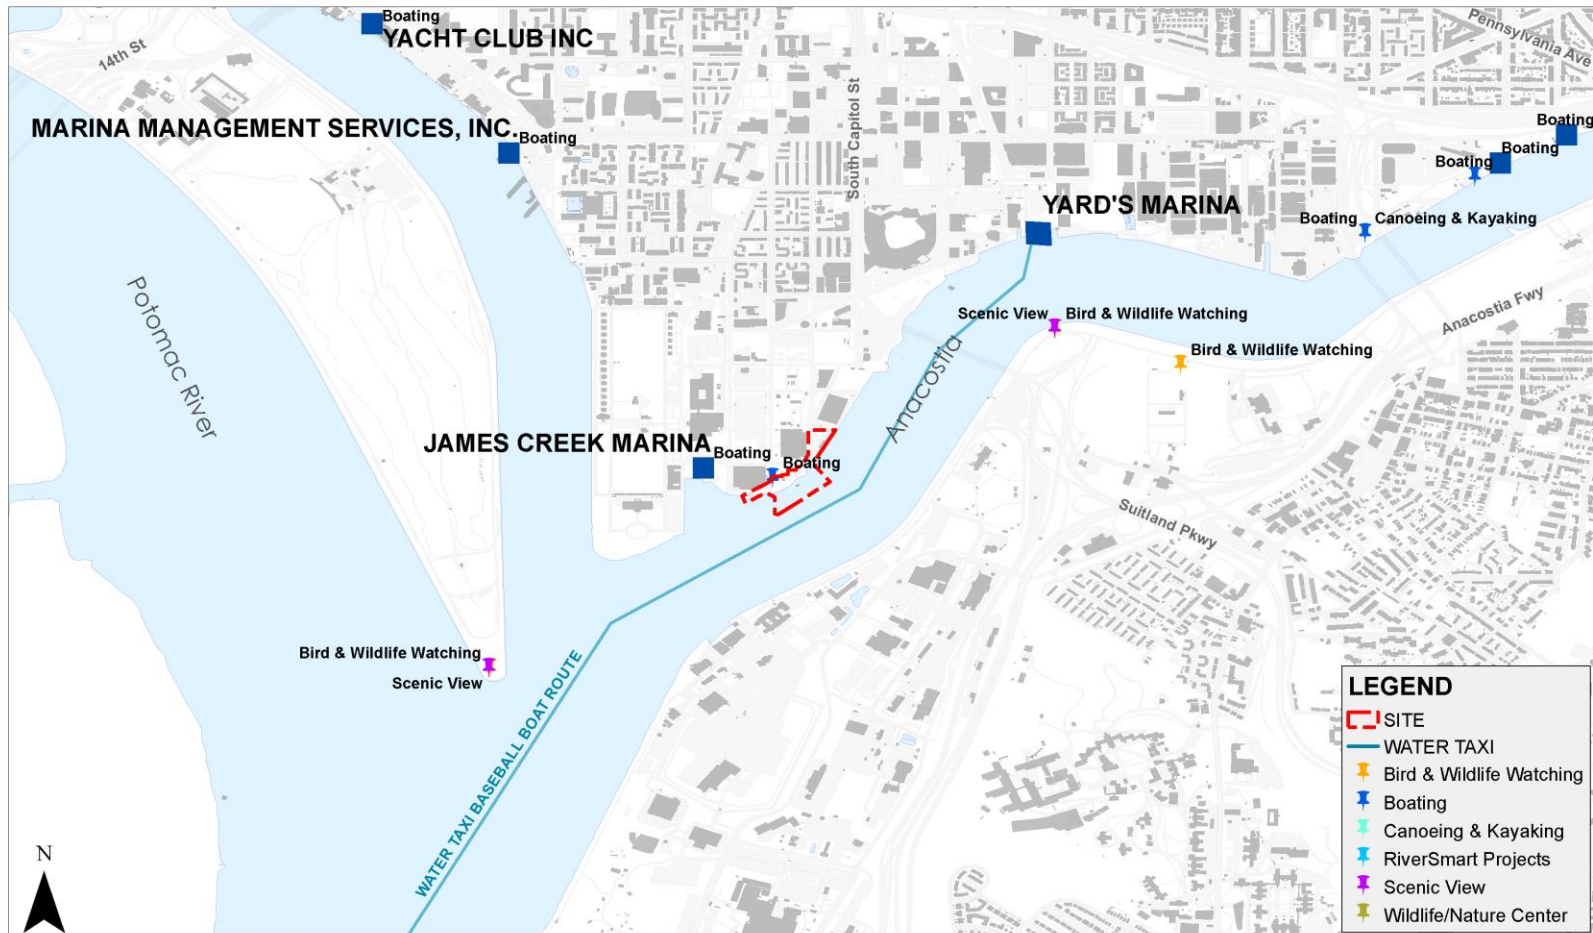 Boating
YACHT CLUB INC
14th St
Pennsylvania Ave
MARINA MANAGEMENT SERVICES, INC.
Boating
South Capitol St
Boating
Boating
Boating
YARD'S MARINA
Boating
Canoeing & Kayaking
Potomac River
Scenic View
Bird & Wildlife Watching
Anacostia Fwy
Anacostia
Bird & Wildlife Watching
JAMES CREEK MARINA
Boating
Boating
Suitland Pkwy
Bird & Wildlife Watching
Scenic View
WATER TAXI BASEBALL BOAT ROUTE
N
LEGEND
SITE
WATER TAXI
Bird & Wildlife Watching
Boating
Canoeing & Kayaking
RiverSmart Projects
Scenic View
Wildlife/Nature Center